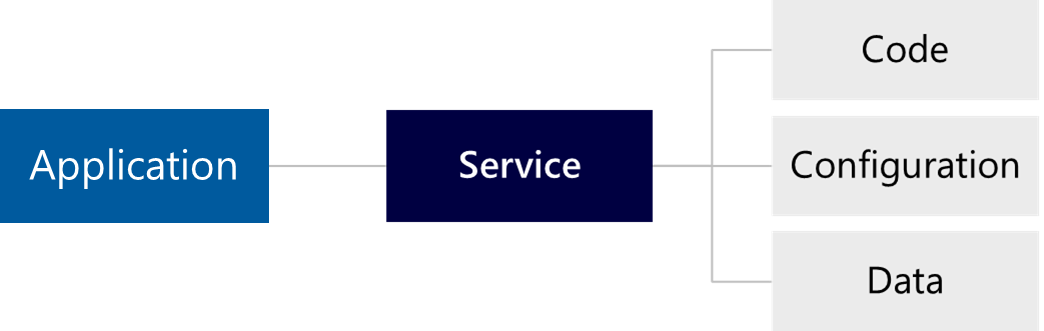 Application
Service
Code
Configuration
Data